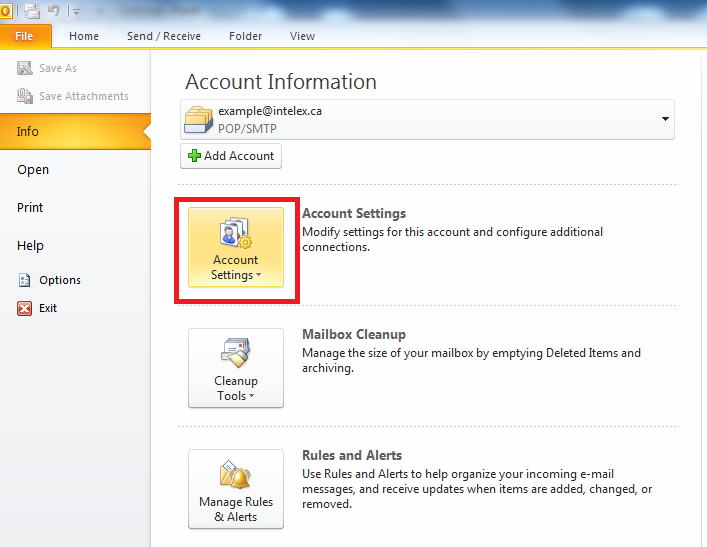 File Home Send / Receive Folder View
Save As
Save Attachments
Info
Open
Print
Help
Options
Exit
Account Information
example@intelex.ca
POP/SMTP
Add Account
Account
Settings
Account Settings
Modify settings for this account and configure additional
connections.
Cleanup
Tools
Mailbox Cleanup
Manage the size of your mailbox by emptying Deleted Items and
archiving.
Manage Rules
& Alerts
Rules and Alerts
Use Rules and Alerts to help organize your incoming e-mail
messages, and receive updates when items are added, changed, or
removed.